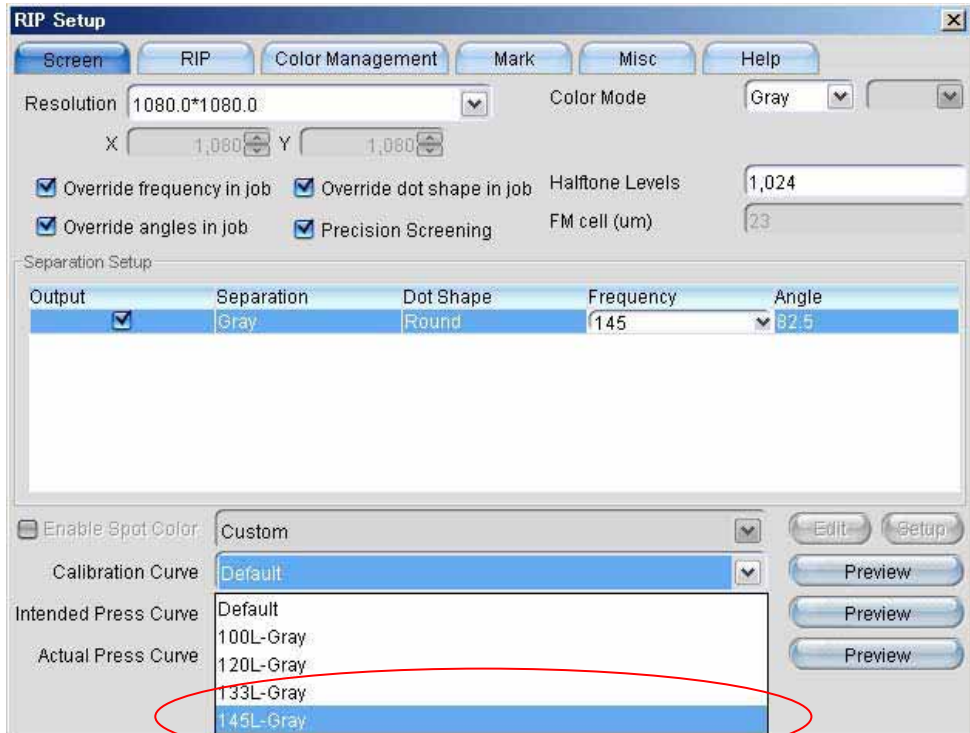 RIP Setup
Screen RIP Color Management Mark Misc Help
Resolution 1080.0*1080.0 Color Mode Gray
X 1,080 Y 1,080
Override frequency in job Override dot shape in job Halftone Levels 1,024
Override angles in job Precision Screening FM cell (um) 23
Separation Setup
Output Separation Dot Shape Frequency Angle
Gray Round 145 82.5
Enable Spot Color Custom Edit Setup
Calibration Curve Default Preview
Intended Press Curve Default Preview
100L-Gray
Actual Press Curve 120L-Gray Preview
133L-Gray
145L-Gray